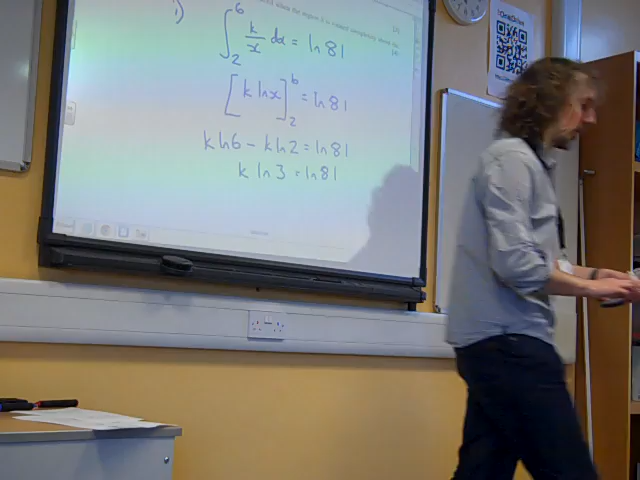 i)
∫₂⁶ k/x dx = ln 81
[k ln x]₂⁶ = ln 81
k ln 6 - k ln 2 = ln 81
k ln 3 = ln 81